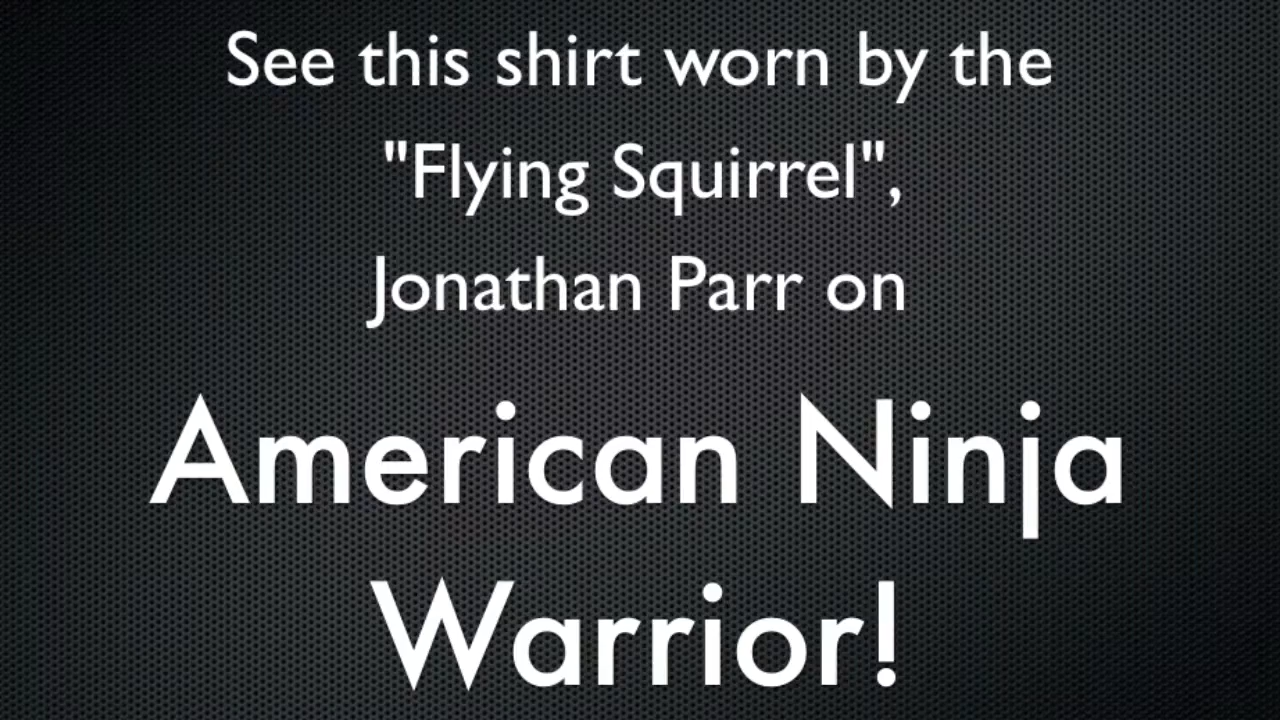 See this shirt worn by the
"Flying Squirrel",
Jonathan Parr on
American Ninja
Warrior!